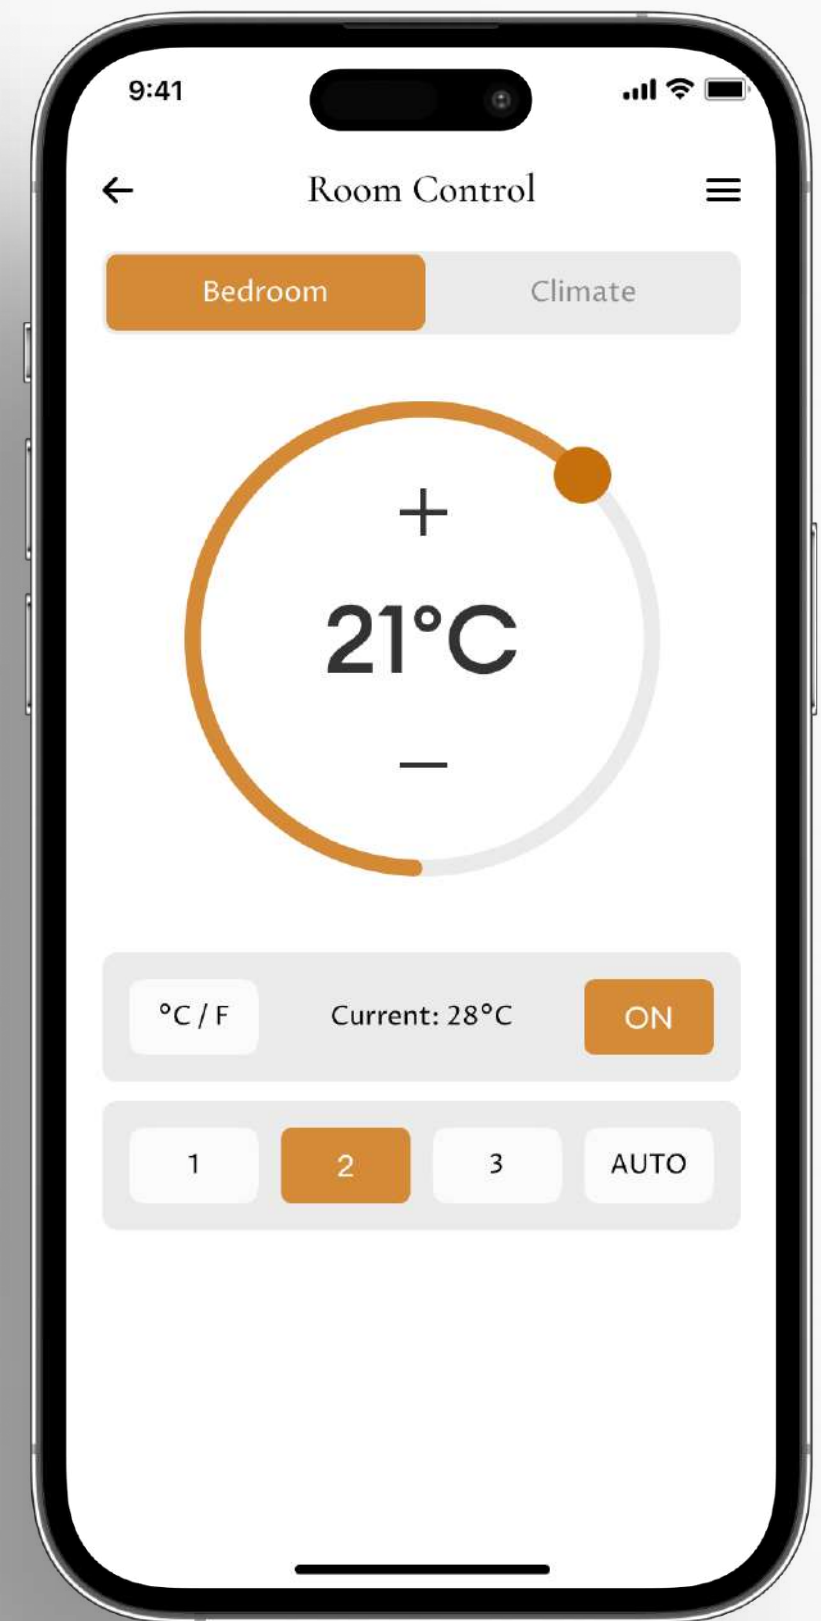 9:41
Room Control
Bedroom Climate
+
21°C
−
°C / F Current: 28°C ON
1 2 3 AUTO